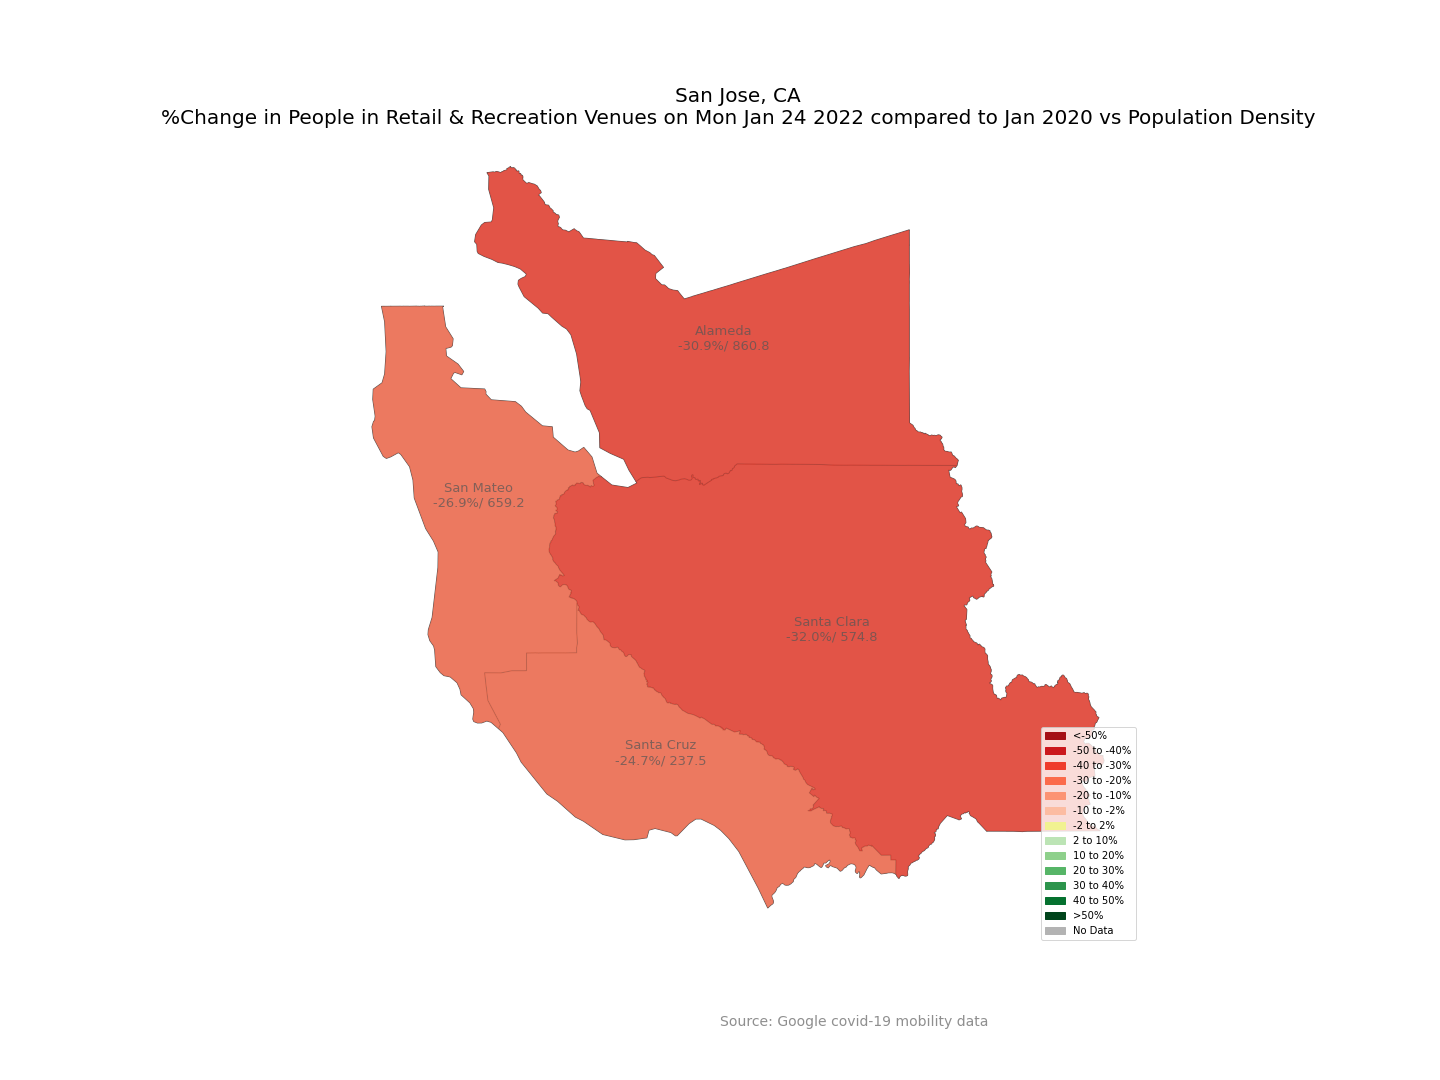 San Jose, CA
%Change in People in Retail & Recreation Venues on Mon Jan 24 2022 compared to Jan 2020 vs Population Density
Alameda
-30.9%/ 860.8
San Mateo
-26.9%/ 659.2
Santa Clara
-32.0%/ 574.8
Santa Cruz
-24.7%/ 237.5
<-50%
-50 to -40%
-40 to -30%
-30 to -20%
-20 to -10%
-10 to -2%
-2 to 2%
2 to 10%
10 to 20%
20 to 30%
30 to 40%
40 to 50%
>50%
No Data
Source: Google covid-19 mobility data